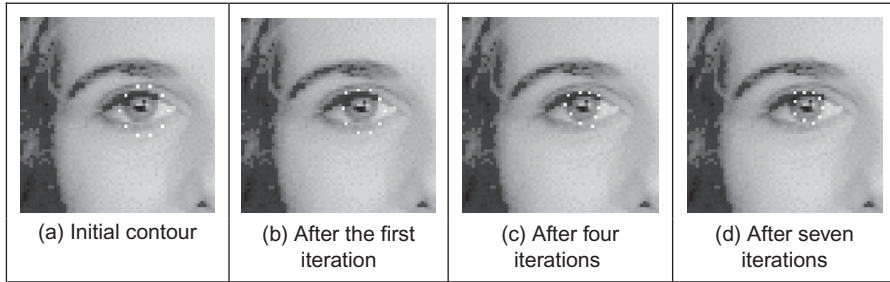 (a) Initial contour
(b) After the first
iteration
(c) After four
iterations
(d) After seven
iterations